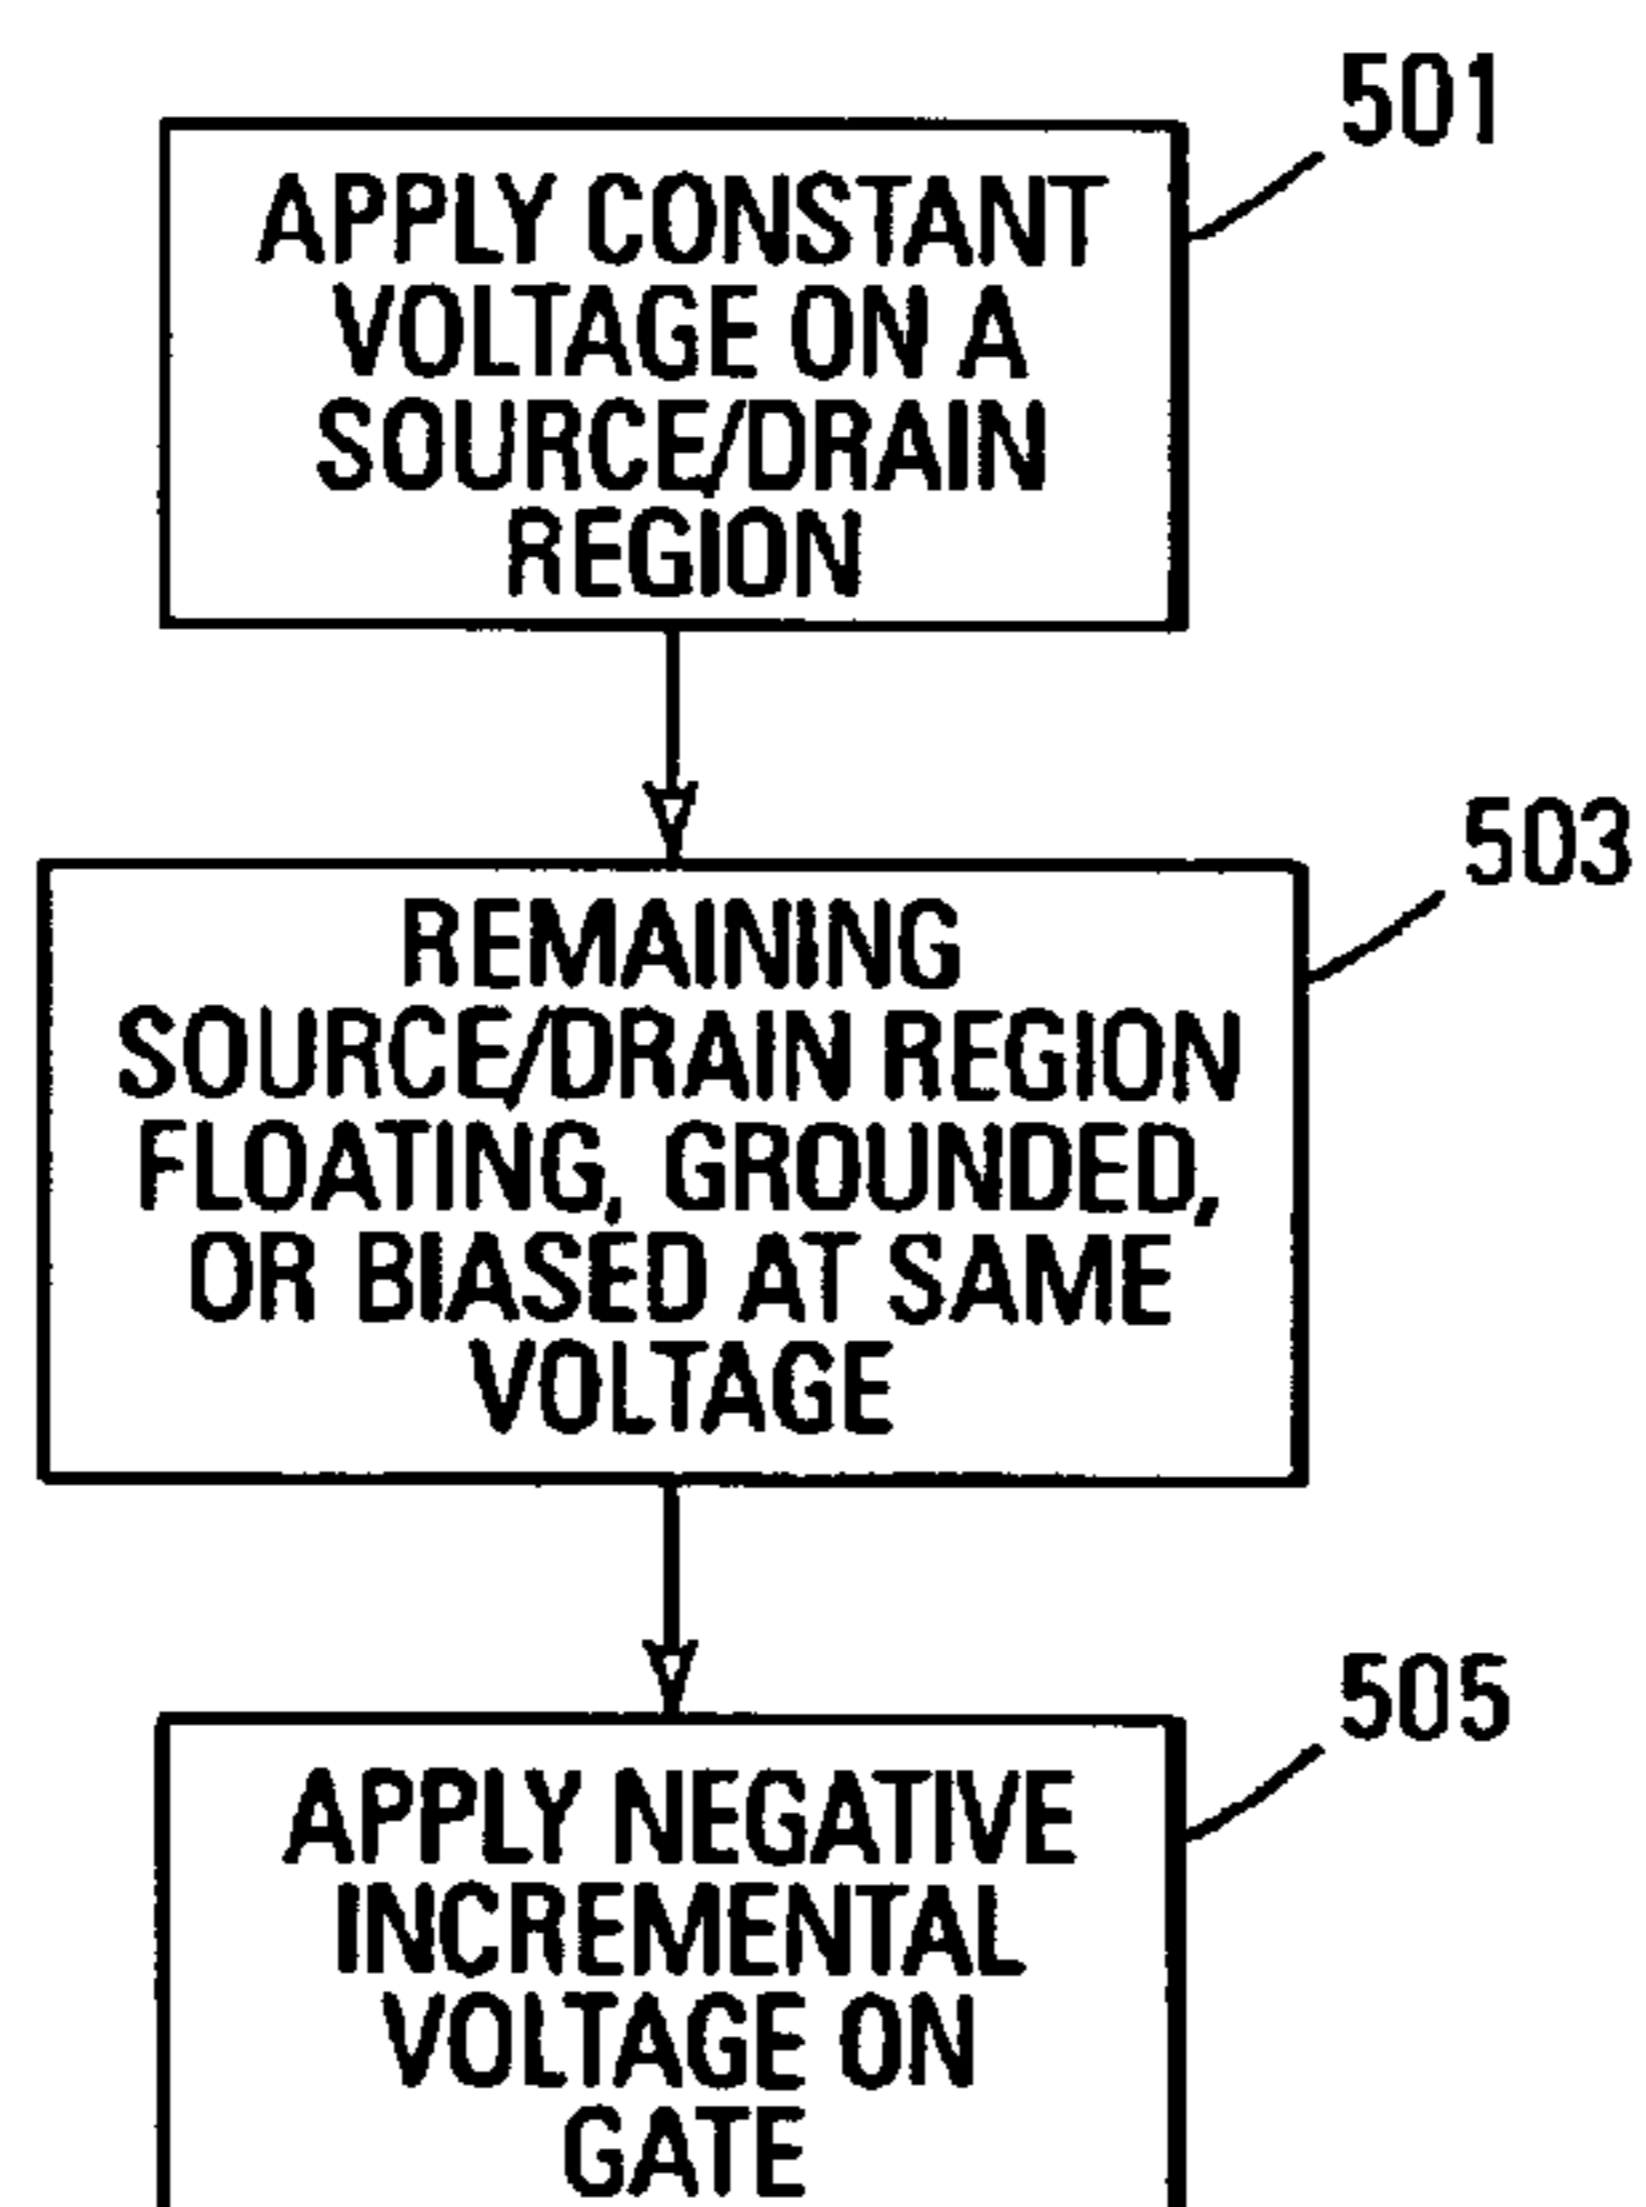 501
APPLY CONSTANT
VOLTAGE ON A
SOURCE/DRAIN
REGION
503
REMAINING
SOURCE/DRAIN REGION
FLOATING, GROUNDED,
OR BIASED AT SAME
VOLTAGE
505
APPLY NEGATIVE
INCREMENTAL
VOLTAGE ON
GATE